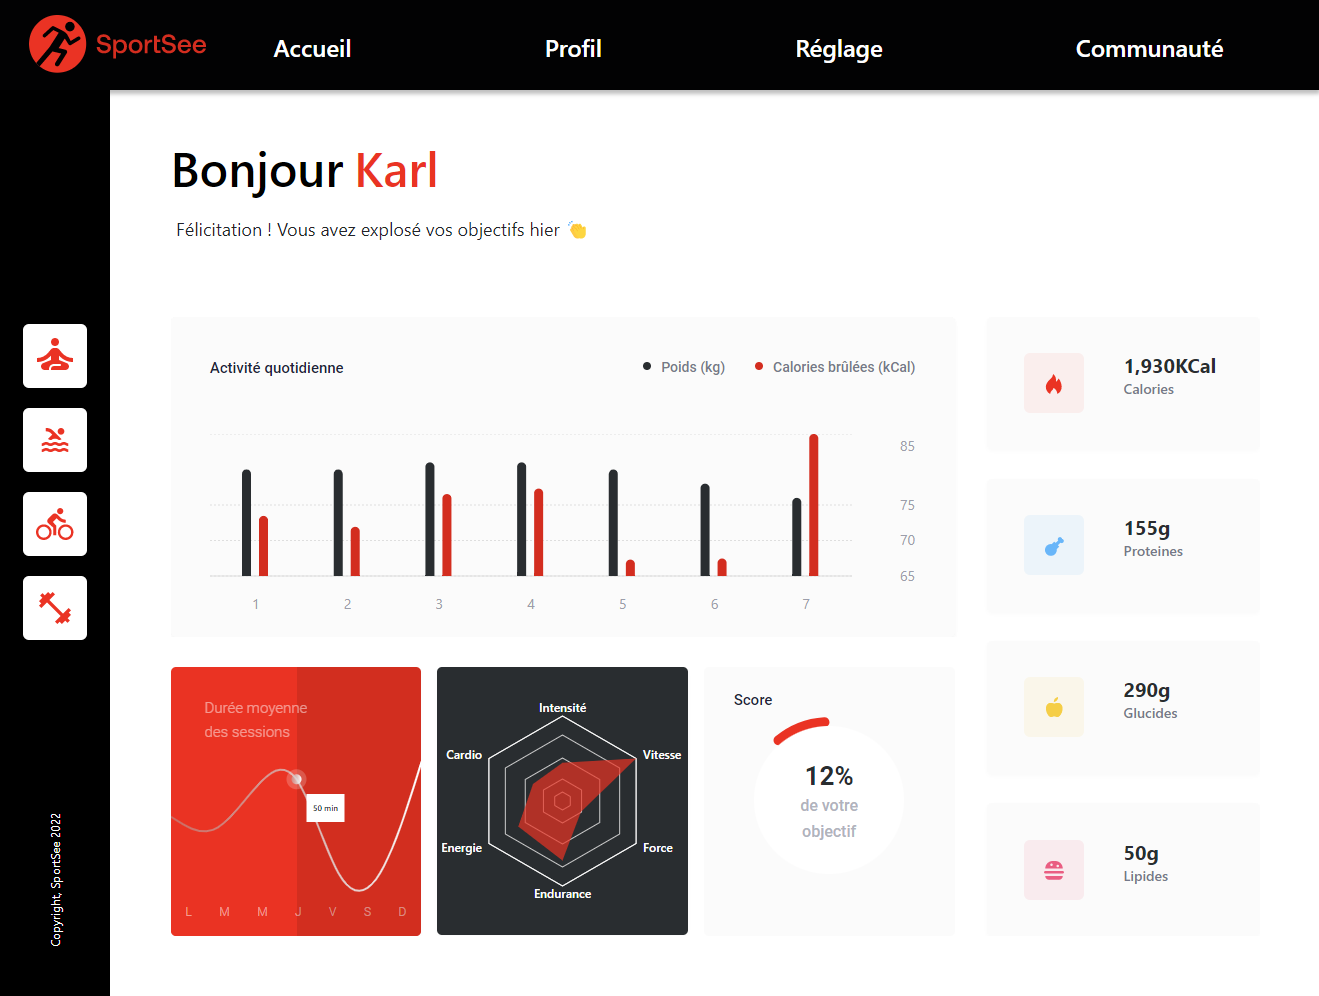 SportSee
Accueil
Profil
Réglage
Communauté
Bonjour Karl
Félicitation ! Vous avez explosé vos objectifs hier 👏
Activité quotidienne
Poids (kg)
Calories brûlées (kCal)
85
75
70
65
1 2 3 4 5 6 7
1,930KCal
Calories
155g
Proteines
290g
Glucides
50g
Lipides
Durée moyenne
des sessions
50 min
L M M J V S D
Intensité
Vitesse
Force
Endurance
Energie
Cardio
Score
12%
de votre
objectif
Copyright, SportSee 2022